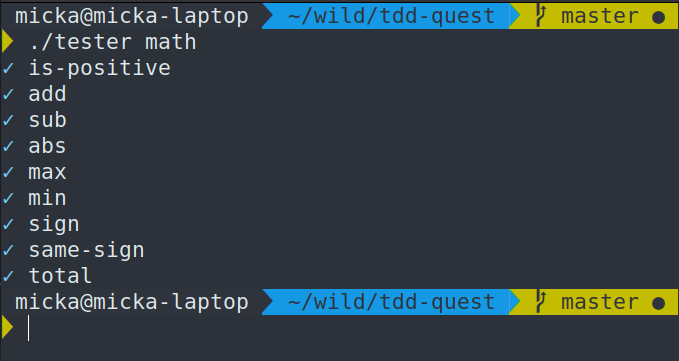 micka@micka-laptop ~/wild/tdd-quest master ●
./tester math
✓ is-positive
✓ add
✓ sub
✓ abs
✓ max
✓ min
✓ sign
✓ same-sign
✓ total
micka@micka-laptop ~/wild/tdd-quest master ●